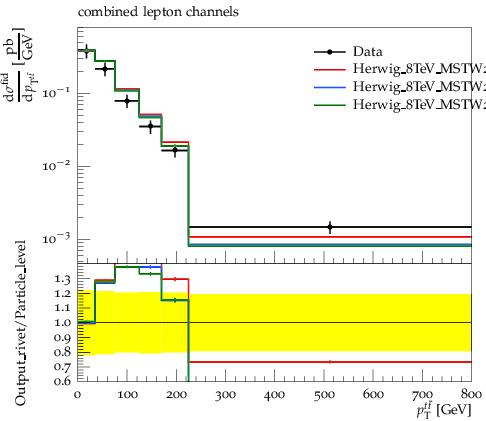 combined lepton channels
dσ^fid / dp_T^tt̄ [pb / GeV]
Data
Herwig_8TeV_MSTW2
Herwig_8TeV_MSTW2
Herwig_8TeV_MSTW2
10^−1
10^−2
10^−3
Output_rivet/Particle_level
1.3
1.2
1.1
1.0
0.9
0.8
0.7
0.6
0 100 200 300 400 500 600 700 800
p_T^tt̄ [GeV]